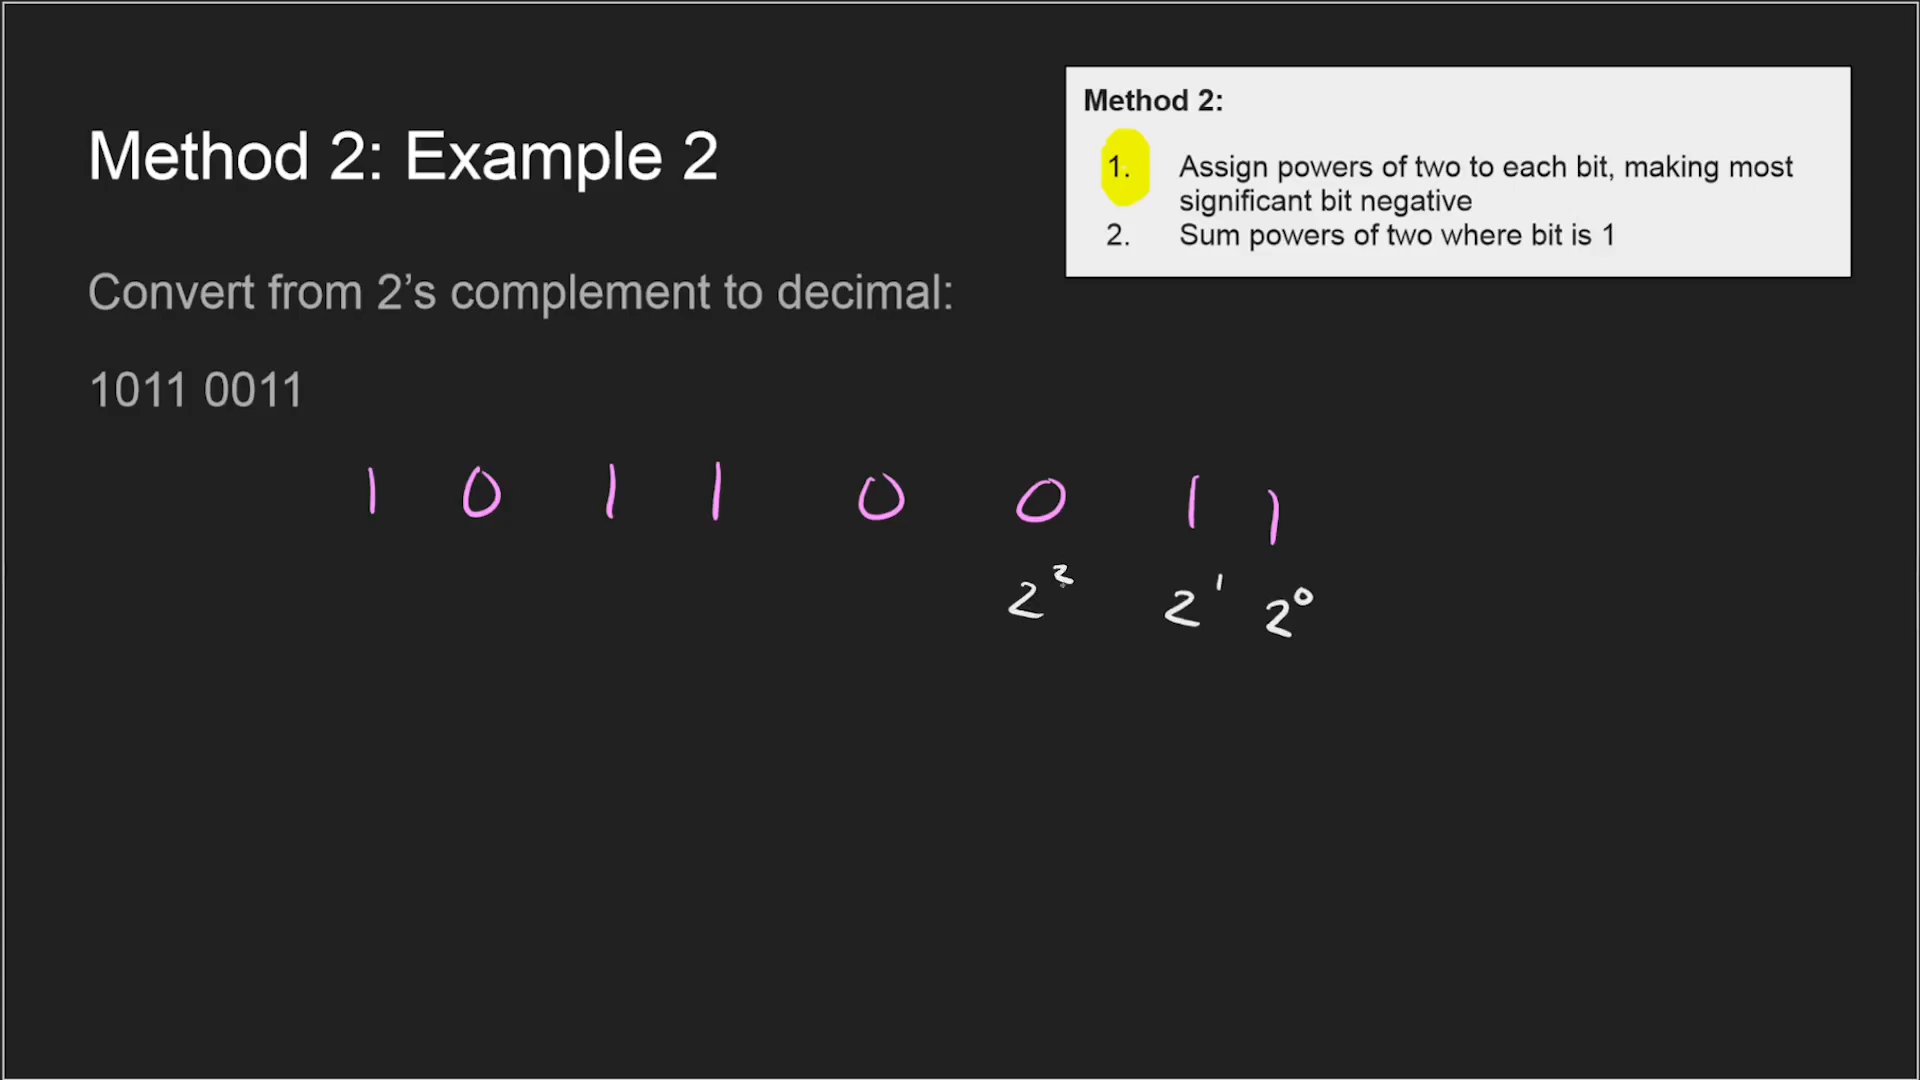 Method 2:
1. Assign powers of two to each bit, making most
significant bit negative
2. Sum powers of two where bit is 1
Method 2: Example 2
Convert from 2’s complement to decimal:
1011 0011
1 0 1 1 0 0 1 1
2² 2¹ 2⁰